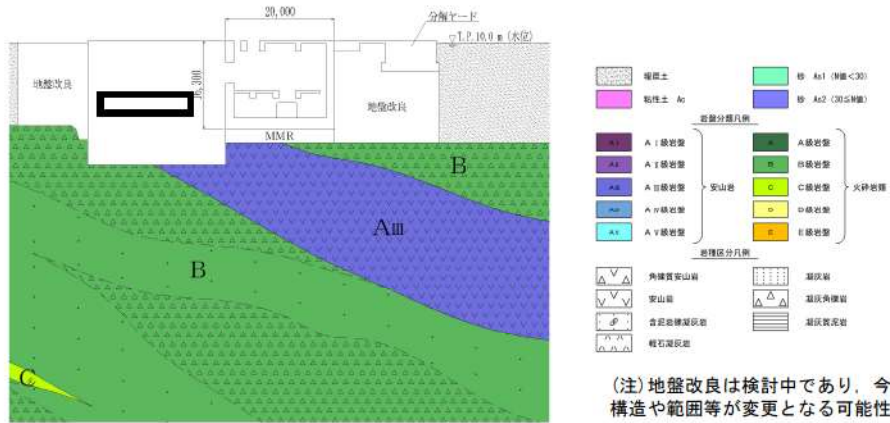 20,000
分解ヤード
▽T.P.10.0 m (水位)
地盤改良
16,300
地盤改良
MMR
B
AⅢ
B
C
埋戻土
砂 As1 (N値<30)
粘性土 Ac
砂 As2 (30≦N値)
岩盤分類凡例
AⅠ級岩盤
A A級岩盤
AⅡ級岩盤
B B級岩盤
AⅢ級岩盤
安山岩
C C級岩盤
火砕岩類
AⅣ級岩盤
D D級岩盤
AⅤ級岩盤
E E級岩盤
岩種区分凡例
角礫質安山岩
凝灰岩
安山岩
凝灰角礫岩
含泥岩礫凝灰岩
凝灰質泥岩
軽石凝灰岩
(注)地盤改良は検討中であり，今
構造や範囲等が変更となる可能性